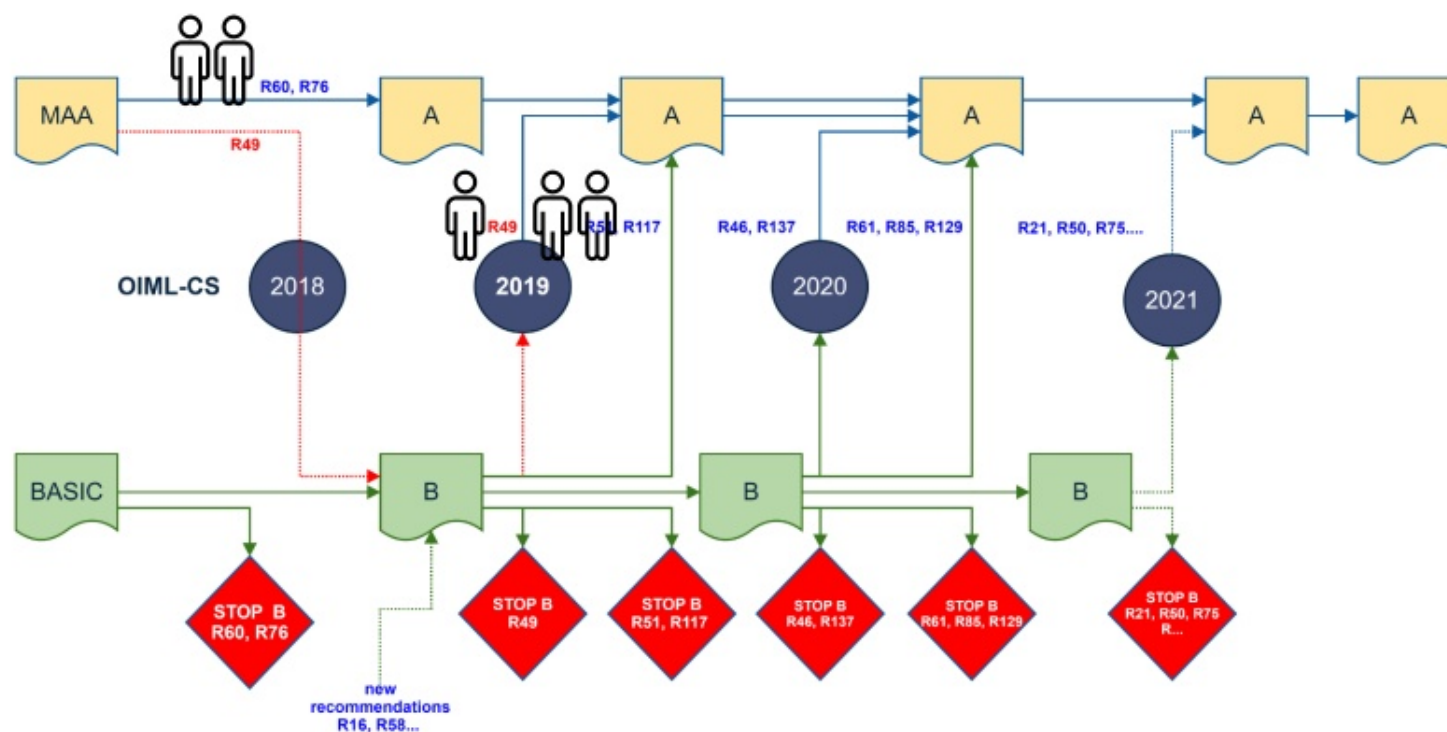 R60, R76
MAA
A
A
A
A
A
R49
R49
R51, R117
R46, R137
R61, R85, R129
R21, R50, R75....
OIML-CS
2018
2019
2020
2021
BASIC
B
B
B
STOP B
R60, R76
STOP B
R49
STOP B
R51, R117
STOP B
R46, R137
STOP B
R61, R85, R129
STOP B
R21, R50, R75
R...
new
recommendations
R16, R58...